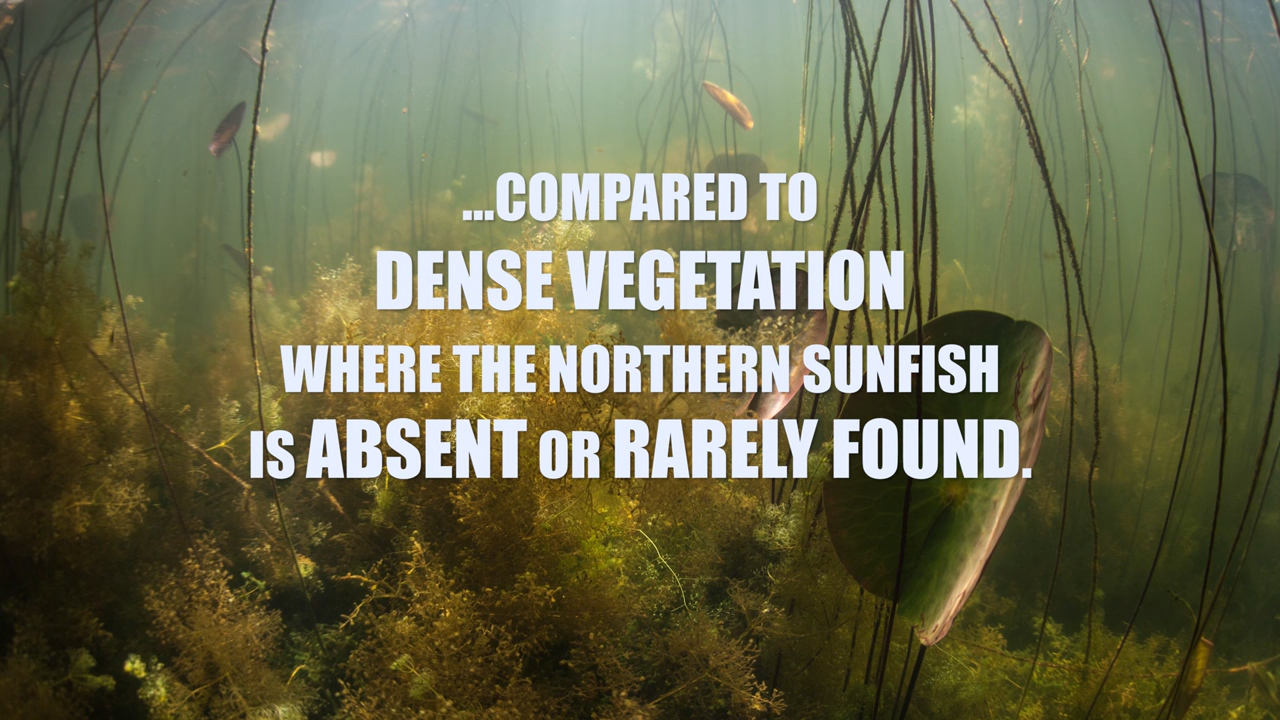 ...COMPARED TO
DENSE VEGETATION
WHERE THE NORTHERN SUNFISH
IS ABSENT OR RARELY FOUND.